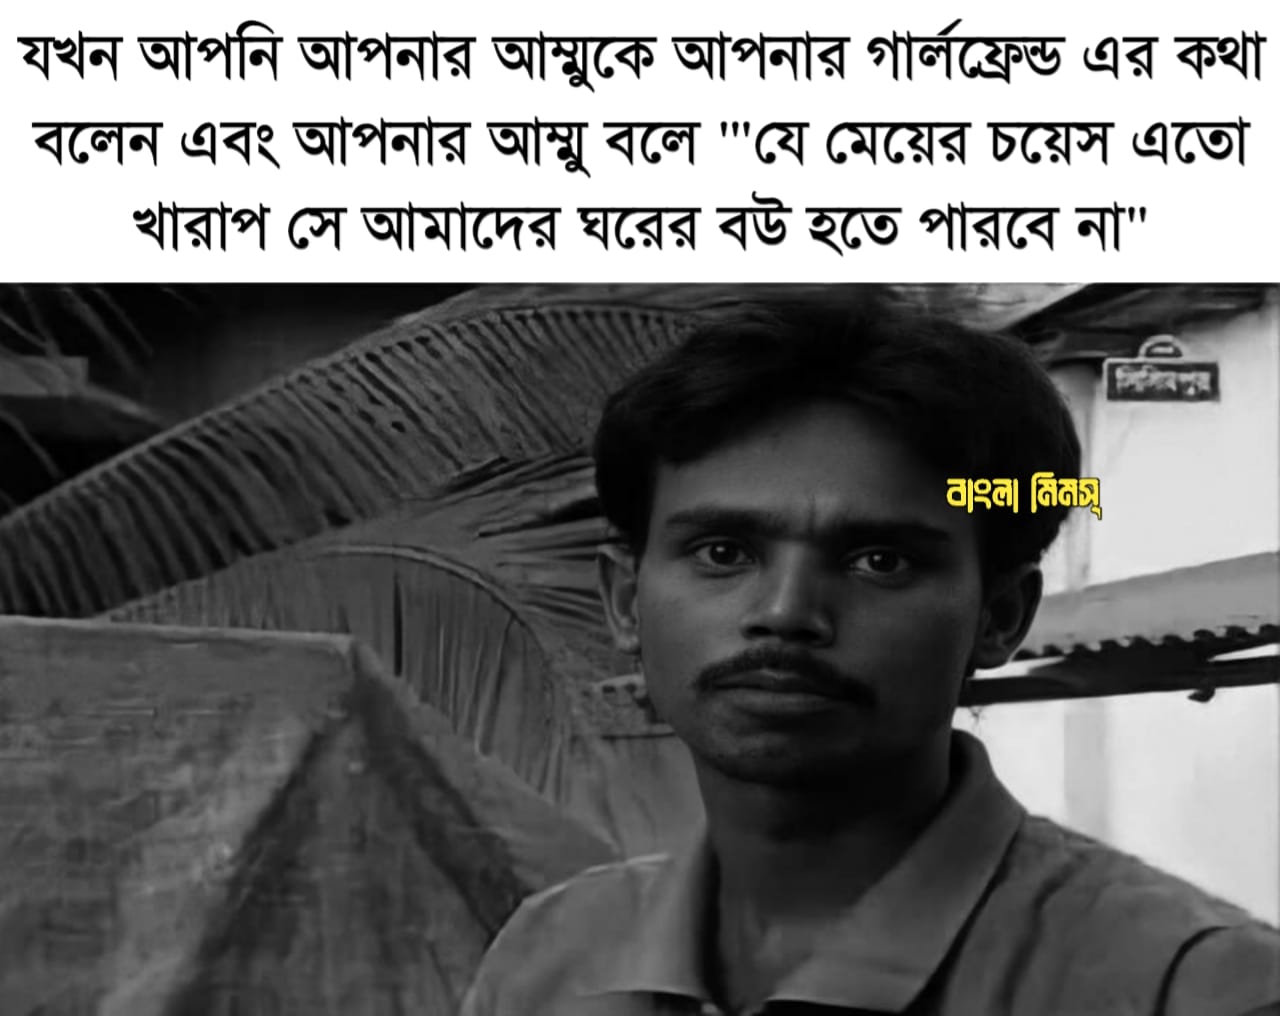 যখন আপনি আপনার আম্মুকে আপনার গার্লফ্রেন্ড এর কথা
বলেন এবং আপনার আম্মু বলে '''যে মেয়ের চয়েস এতো
খারাপ সে আমাদের ঘরের বউ হতে পারবে না''
বাংলা মিমস্